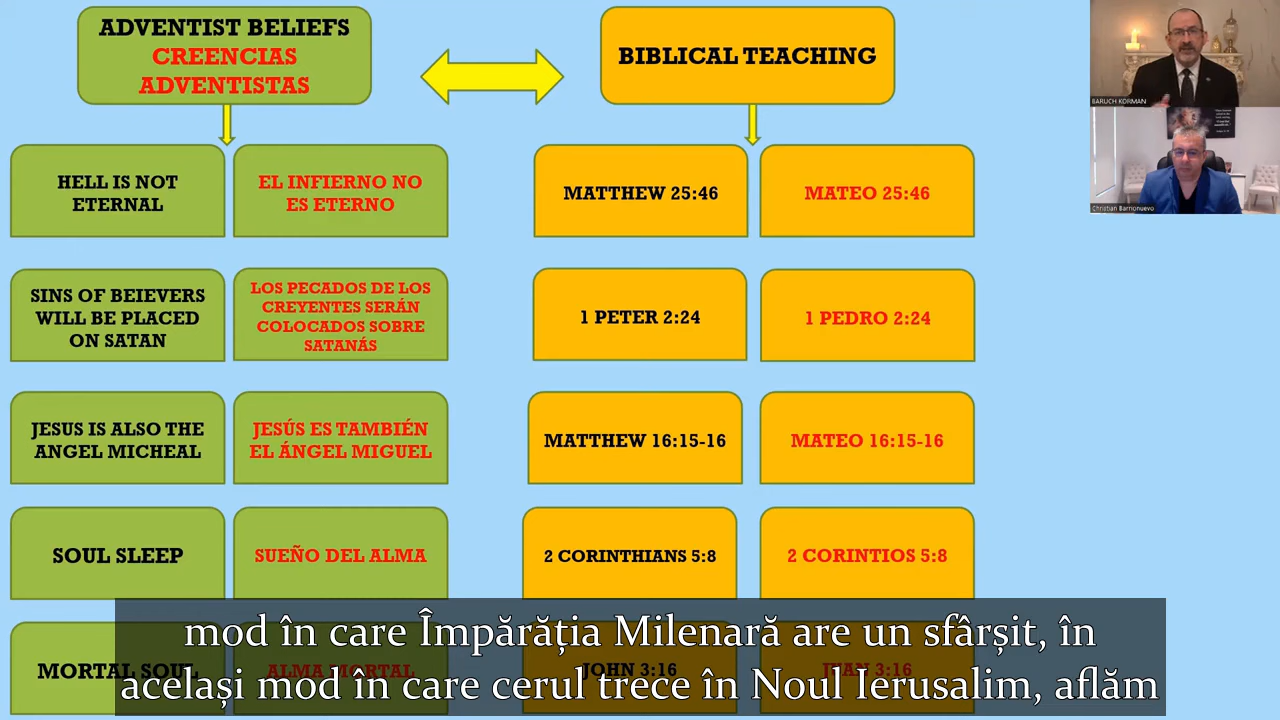 ADVENTIST BELIEFS
CREENCIAS
ADVENTISTAS
BIBLICAL TEACHING
HELL IS NOT
ETERNAL
EL INFIERNO NO
ES ETERNO
MATTHEW 25:46
MATEO 25:46
SINS OF BEIEVERS
WILL BE PLACED
ON SATAN
LOS PECADOS DE LOS
CREYENTES SERÁN
COLOCADOS SOBRE
SATANÁS
1 PETER 2:24
1 PEDRO 2:24
JESUS IS ALSO THE
ANGEL MICHEAL
JESÚS ES TAMBIÉN
EL ÁNGEL MIGUEL
MATTHEW 16:15-16
MATEO 16:15-16
SOUL SLEEP
SUEÑO DEL ALMA
2 CORINTHIANS 5:8
2 CORINTIOS 5:8
MORTAL SOUL
ALMA MORTAL
JOHN 3:16
JUAN 3:16
mod în care Împărăția Milenară are un sfârșit, în
același mod în care cerul trece în Noul Ierusalim, aflăm
BARUCH KORMAN
Christian Barrionuevo